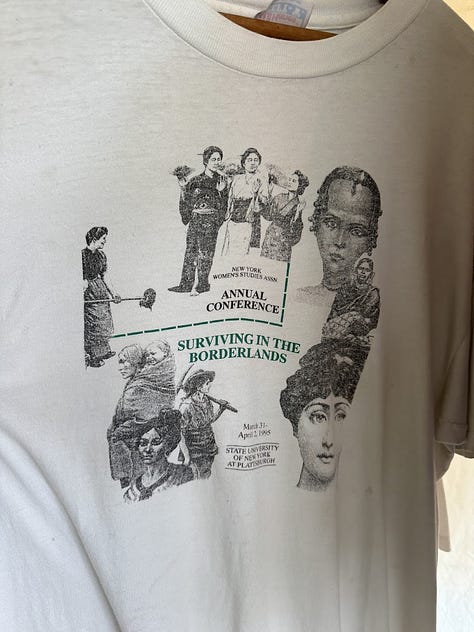 NEW YORK
WOMEN'S STUDIES ASSN.
ANNUAL
CONFERENCE
SURVIVING IN THE
BORDERLANDS
March 31-
April 2, 1995
STATE UNIVERSITY
OF NEW YORK
AT PLATTSBURGH